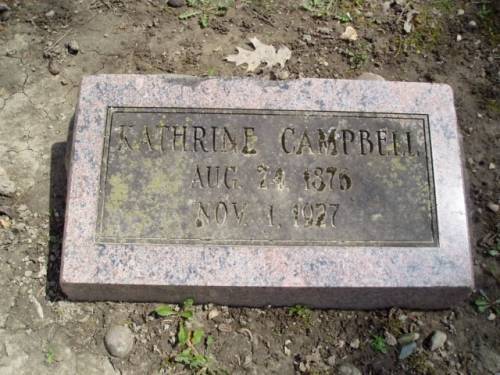 KATHRINE CAMPBELL
AUG. 24 1876
NOV. 1, 1927